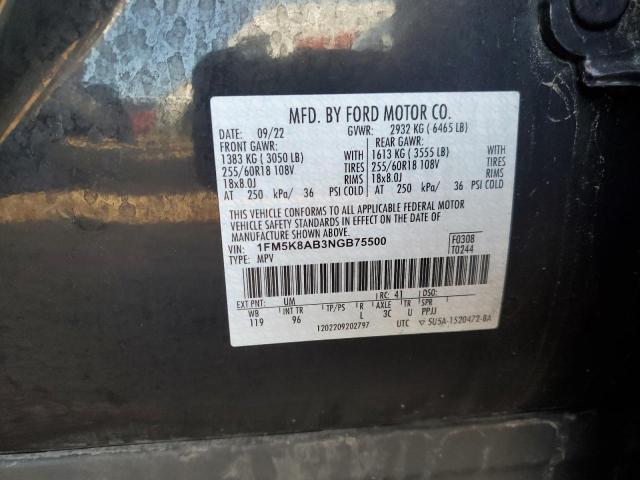 MFD. BY FORD MOTOR CO.
DATE: 09/22 GVWR: 2932 KG ( 6465 LB)
FRONT GAWR: REAR GAWR:
1383 KG ( 3050 LB) WITH 1613 KG ( 3555 LB) WITH
255/60R18 108V TIRES 255/60R18 108V TIRES
18x8.0J RIMS 18x8.0J RIMS
AT 250 kPa/ 36 PSI COLD AT 250 kPa/ 36 PSI COLD
THIS VEHICLE CONFORMS TO ALL APPLICABLE FEDERAL MOTOR
VEHICLE SAFETY STANDARDS IN EFFECT ON THE DATE OF
MANUFACTURE SHOWN ABOVE.
VIN: 1FM5K8AB3NGB75500 F0308
TYPE: MPV T0244
EXT PNT: UM RC: 41 DSO:
WB INT TR TP/PS R AXLE TR SPR
119 96 L 3C U PPJJ
1202209202797 UTC ▽ 5U5A-1520472-BA